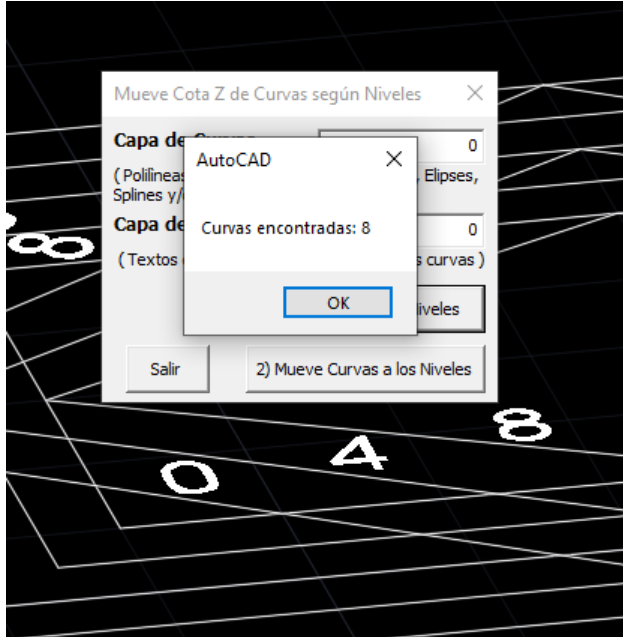 Mueve Cota Z de Curvas según Niveles
Capa de
0
AutoCAD
(Polilíneas
, Elipses,
Splines y/
Curvas encontradas: 8
Capa de
0
(Textos
s curvas)
OK
iveles
Salir
2) Mueve Curvas a los Niveles
8
8
4
0